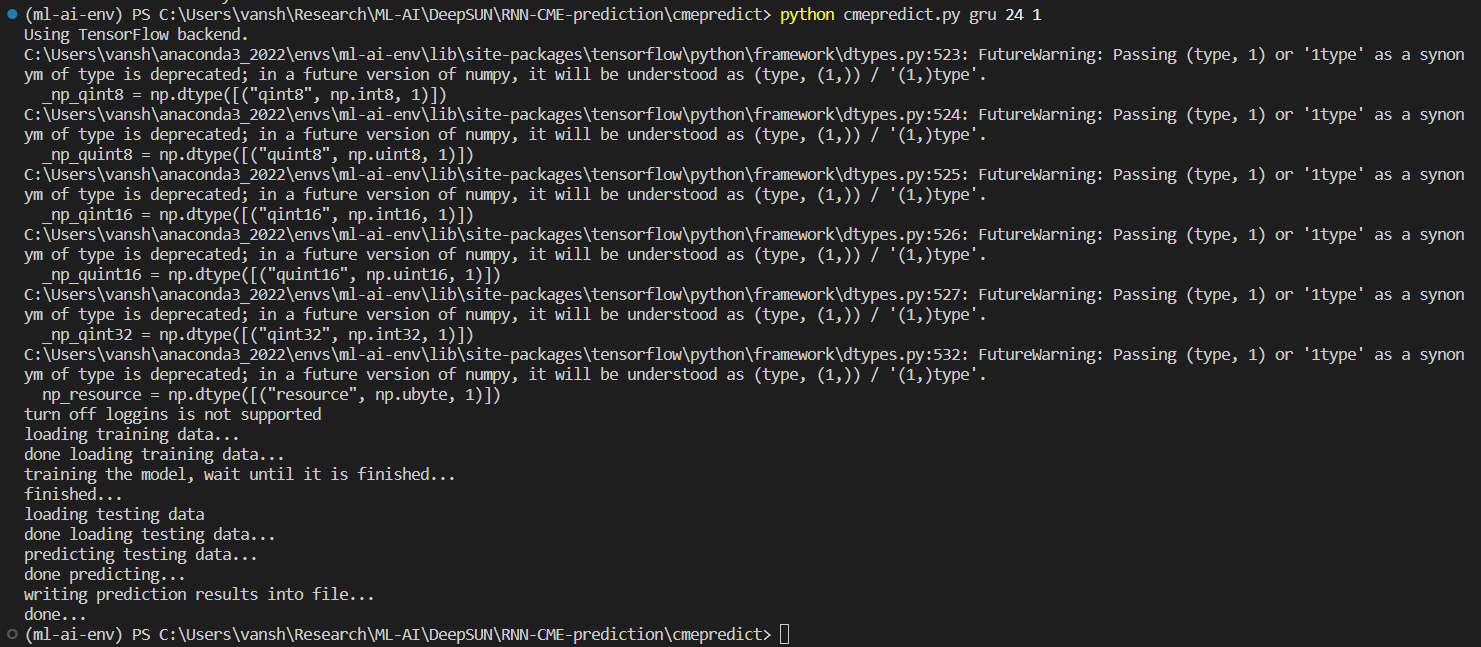 (ml-ai-env) PS C:\Users\vansh\Research\ML-AI\DeepSUN\RNN-CME-prediction\cmepredict> python cmepredict.py gru 24 1
Using TensorFlow backend.
C:\Users\vansh\anaconda3_2022\envs\ml-ai-env\lib\site-packages\tensorflow\python\framework\dtypes.py:523: FutureWarning: Passing (type, 1) or '1type' as a synon
ym of type is deprecated; in a future version of numpy, it will be understood as (type, (1,)) / '(1,)type'.
  _np_qint8 = np.dtype([("qint8", np.int8, 1)])
C:\Users\vansh\anaconda3_2022\envs\ml-ai-env\lib\site-packages\tensorflow\python\framework\dtypes.py:524: FutureWarning: Passing (type, 1) or '1type' as a synon
ym of type is deprecated; in a future version of numpy, it will be understood as (type, (1,)) / '(1,)type'.
  _np_quint8 = np.dtype([("quint8", np.uint8, 1)])
C:\Users\vansh\anaconda3_2022\envs\ml-ai-env\lib\site-packages\tensorflow\python\framework\dtypes.py:525: FutureWarning: Passing (type, 1) or '1type' as a synon
ym of type is deprecated; in a future version of numpy, it will be understood as (type, (1,)) / '(1,)type'.
  _np_qint16 = np.dtype([("qint16", np.int16, 1)])
C:\Users\vansh\anaconda3_2022\envs\ml-ai-env\lib\site-packages\tensorflow\python\framework\dtypes.py:526: FutureWarning: Passing (type, 1) or '1type' as a synon
ym of type is deprecated; in a future version of numpy, it will be understood as (type, (1,)) / '(1,)type'.
  _np_quint16 = np.dtype([("quint16", np.uint16, 1)])
C:\Users\vansh\anaconda3_2022\envs\ml-ai-env\lib\site-packages\tensorflow\python\framework\dtypes.py:527: FutureWarning: Passing (type, 1) or '1type' as a synon
ym of type is deprecated; in a future version of numpy, it will be understood as (type, (1,)) / '(1,)type'.
  _np_qint32 = np.dtype([("qint32", np.int32, 1)])
C:\Users\vansh\anaconda3_2022\envs\ml-ai-env\lib\site-packages\tensorflow\python\framework\dtypes.py:532: FutureWarning: Passing (type, 1) or '1type' as a synon
ym of type is deprecated; in a future version of numpy, it will be understood as (type, (1,)) / '(1,)type'.
  np_resource = np.dtype([("resource", np.ubyte, 1)])
turn off loggins is not supported
loading training data...
done loading training data...
training the model, wait until it is finished...
finished...
loading testing data
done loading testing data...
predicting testing data...
done predicting...
writing prediction results into file...
done...
(ml-ai-env) PS C:\Users\vansh\Research\ML-AI\DeepSUN\RNN-CME-prediction\cmepredict>